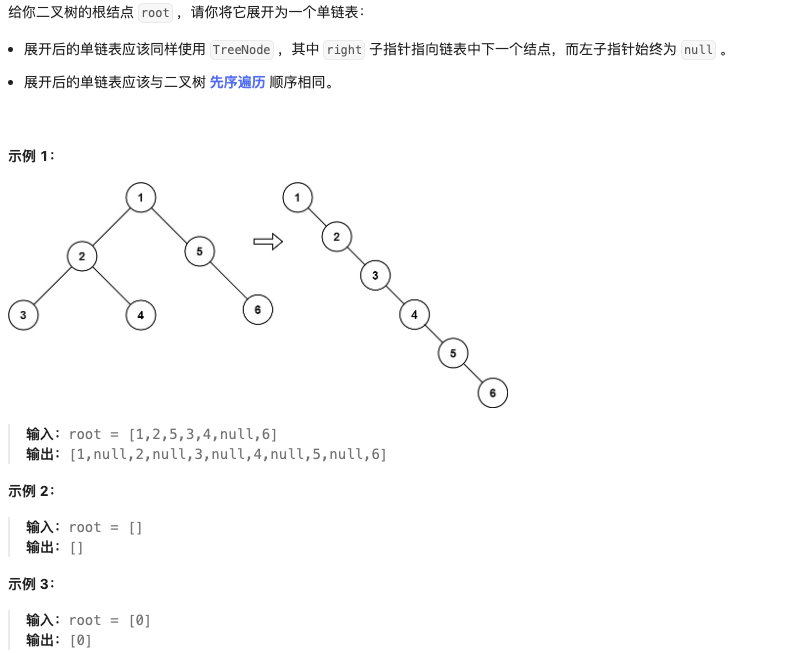 给你二叉树的根结点 root ，请你将它展开为一个单链表：
展开后的单链表应该同样使用 TreeNode ，其中 right 子指针指向链表中下一个结点，而左子指针始终为 null 。
展开后的单链表应该与二叉树 先序遍历 顺序相同。
示例 1：
1
2 5
3 4 6
1
2
3
4
5
6
输入：root = [1,2,5,3,4,null,6]
输出：[1,null,2,null,3,null,4,null,5,null,6]
示例 2：
输入：root = []
输出：[]
示例 3：
输入：root = [0]
输出：[0]